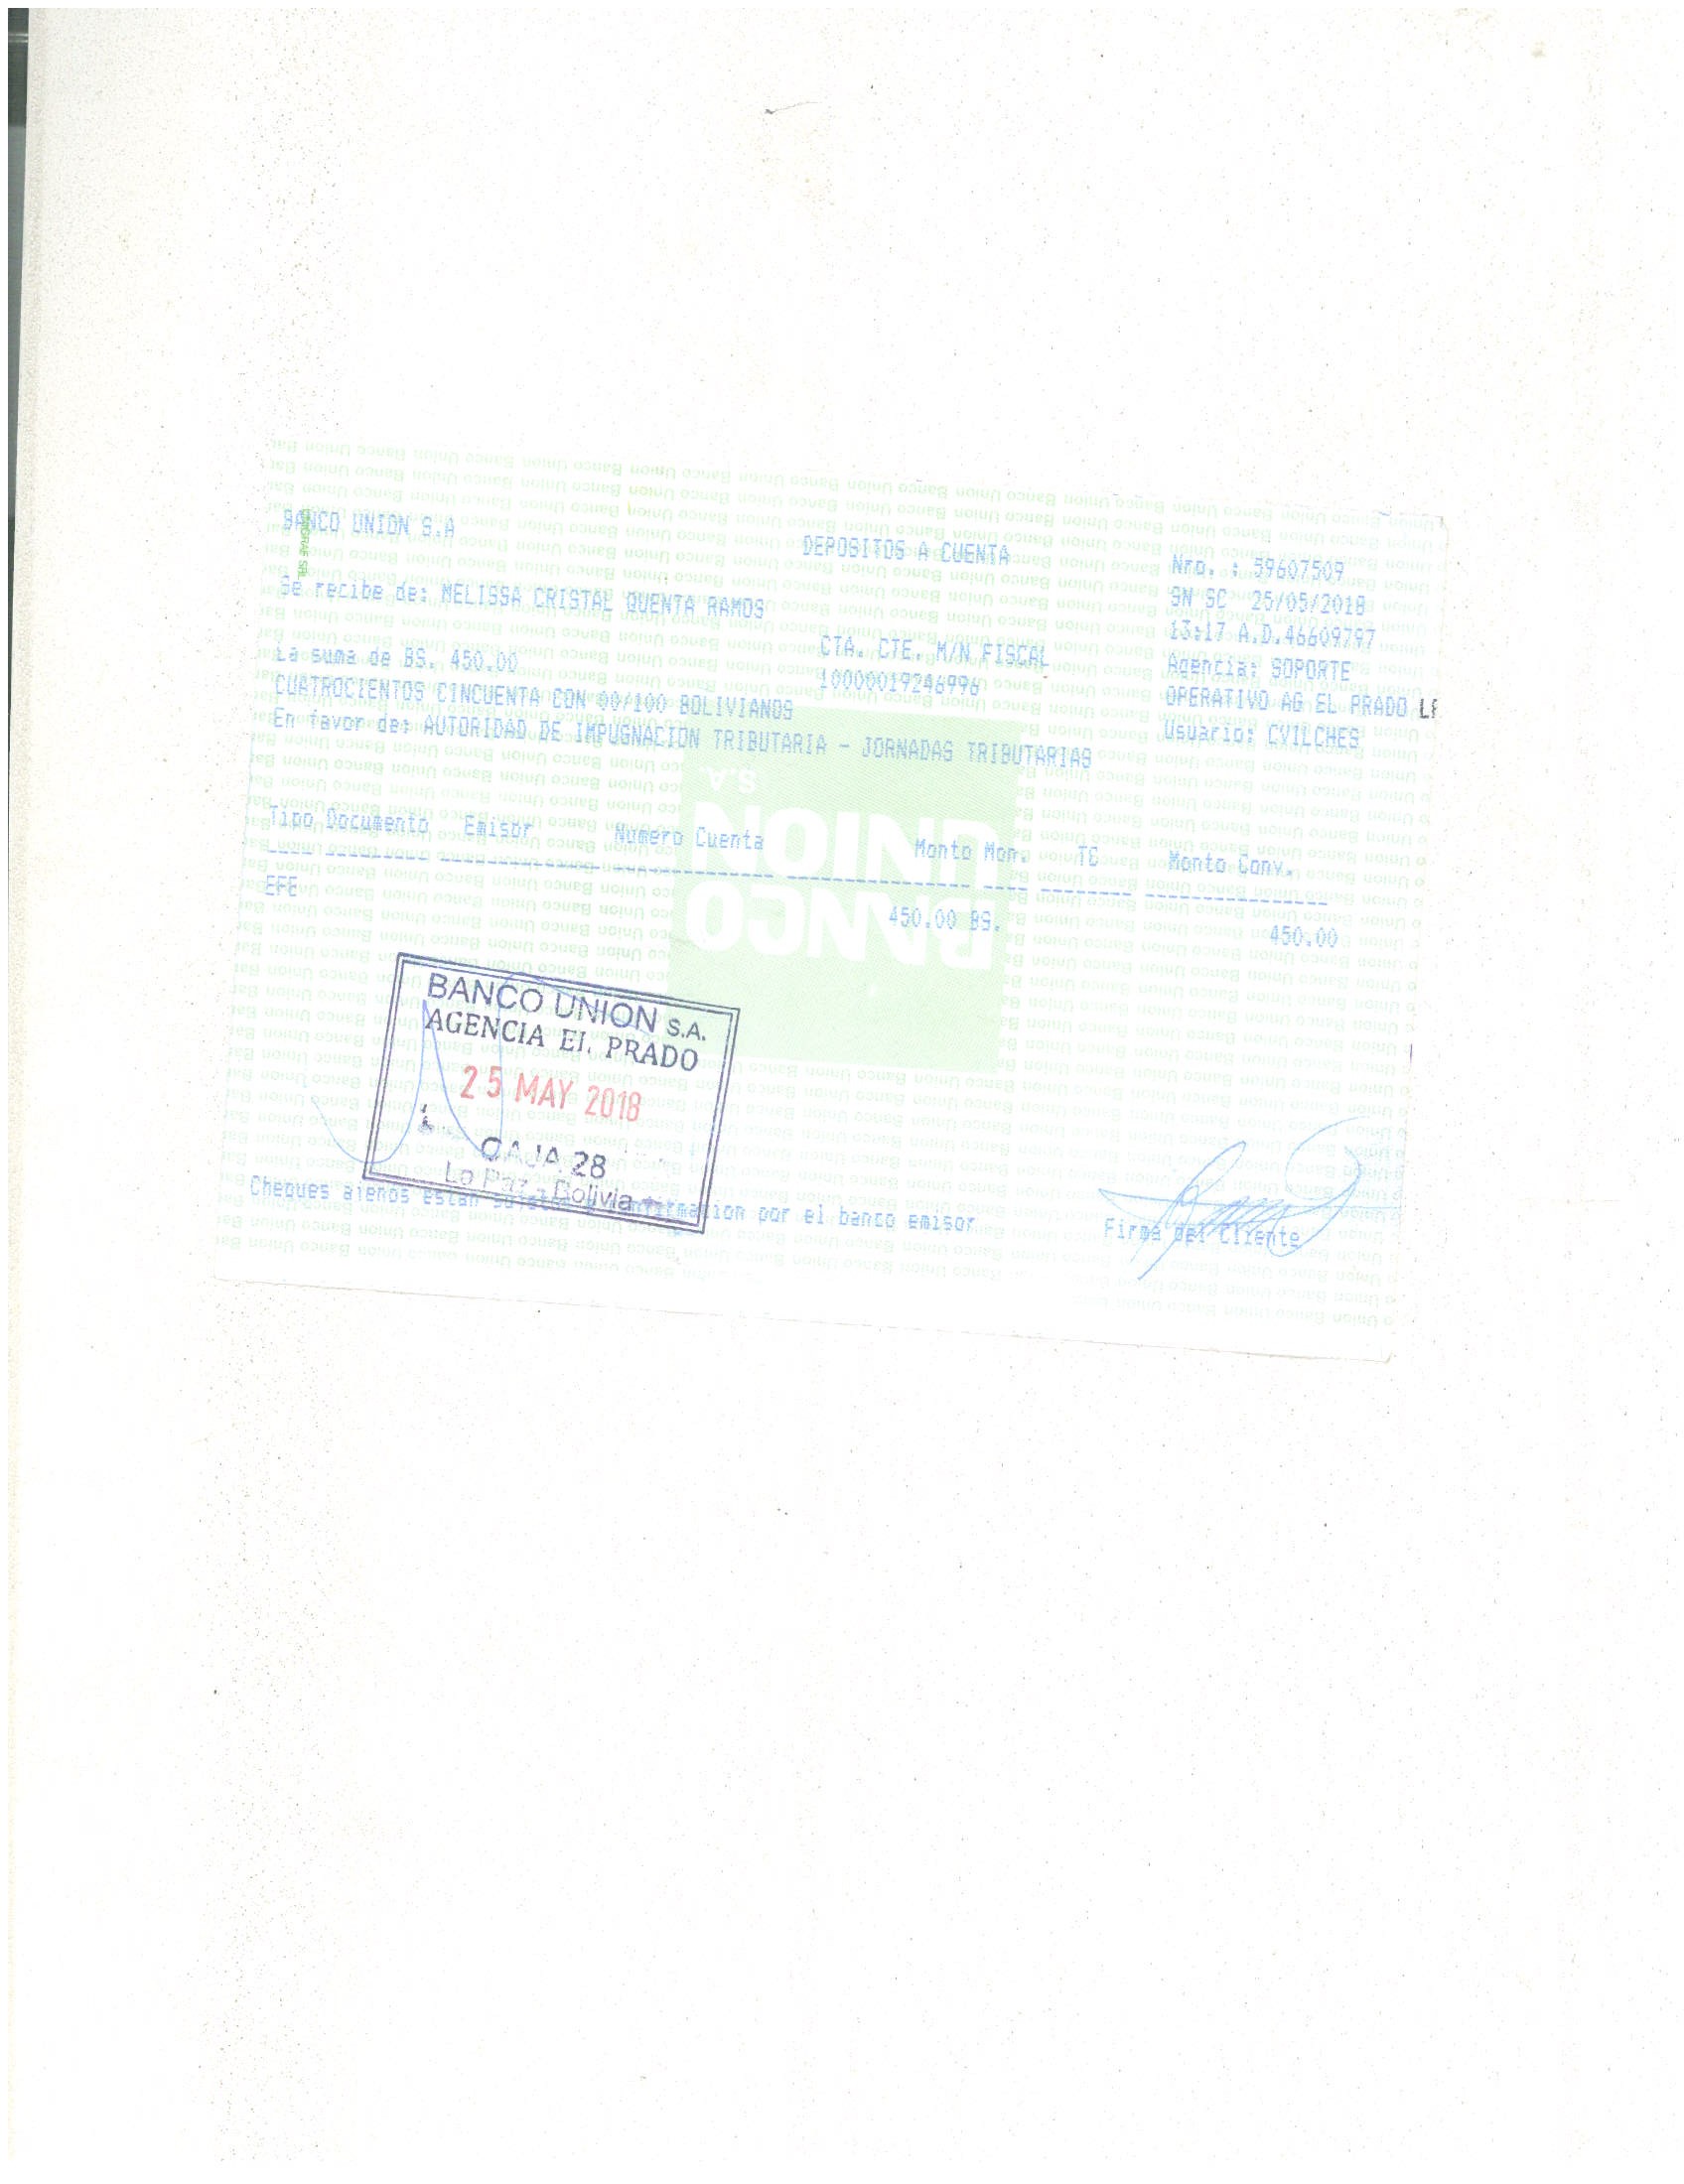 BANCO UNION S.A
DEPOSITOS A CUENTA
Nro. : 59607509
Se recibe de: MELISSA CRISTAL QUENTA RAMOS
SN SC 25/05/2018
13:17 A.D.46609797
CTA. CTE. M/N FISCAL
Agencia: SOPORTE
La suma de BS. 450.00
10000019246996
OPERATIVO AG EL PRADO
CUATROCIENTOS CINCUENTA CON 00/100 BOLIVIANOS
Usuario: CVILCHES
En favor de: AUTORIDAD DE IMPUGNACION TRIBUTARIA - JORNADAS TRIBUTARIAS
Tipo Documento Emisor Numero Cuenta Monto Mon. TC Monto Conv.
EFE 450.00 BS. 450.00
BANCO UNION S.A.
BANCO UNION S.A.
AGENCIA EL PRADO
25 MAY 2018
CAJA 28
La Paz - Bolivia
Cheques ajenos estan por el banco emisor
Firma del Cliente